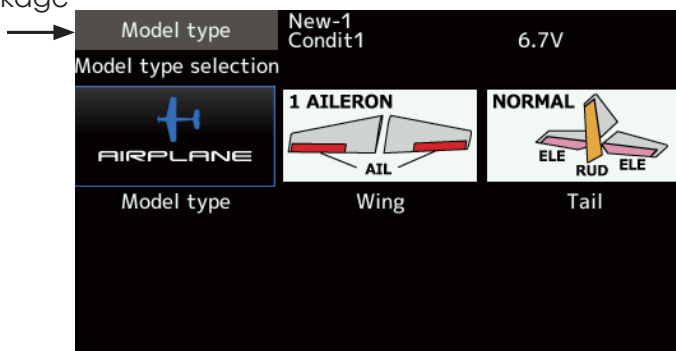 Model type
New-1
Condit1
6.7V
Model type selection
AIRPLANE
1 AILERON
AIL
NORMAL
ELE
RUD
ELE
Model type
Wing
Tail